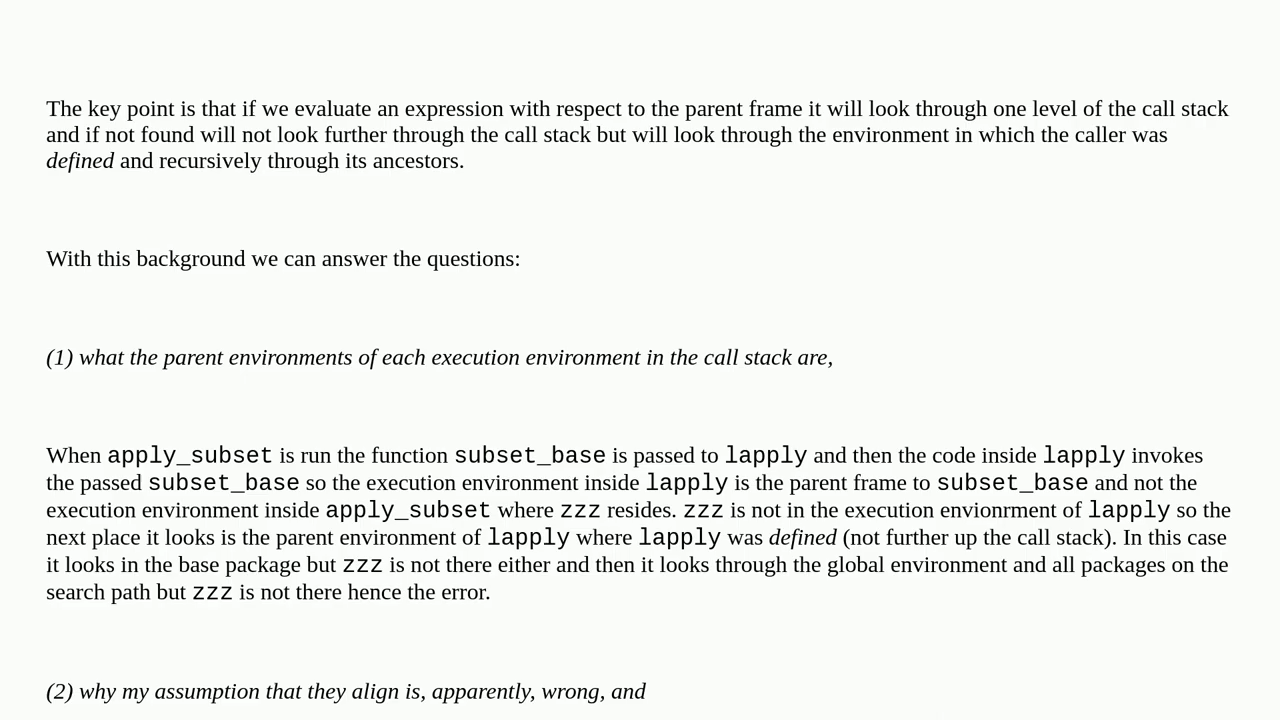 The key point is that if we evaluate an expression with respect to the parent frame it will look through one level of the call stack
and if not found will not look further through the call stack but will look through the environment in which the caller was
defined and recursively through its ancestors.
With this background we can answer the questions:
(1) what the parent environments of each execution environment in the call stack are,
When apply_subset is run the function subset_base is passed to lapply and then the code inside lapply invokes
the passed subset_base so the execution environment inside lapply is the parent frame to subset_base and not the
execution environment inside apply_subset where zzz resides. zzz is not in the execution envionrment of lapply so the
next place it looks is the parent environment of lapply where lapply was defined (not further up the call stack). In this case
it looks in the base package but zzz is not there either and then it looks through the global environment and all packages on the
search path but zzz is not there hence the error.
(2) why my assumption that they align is, apparently, wrong, and